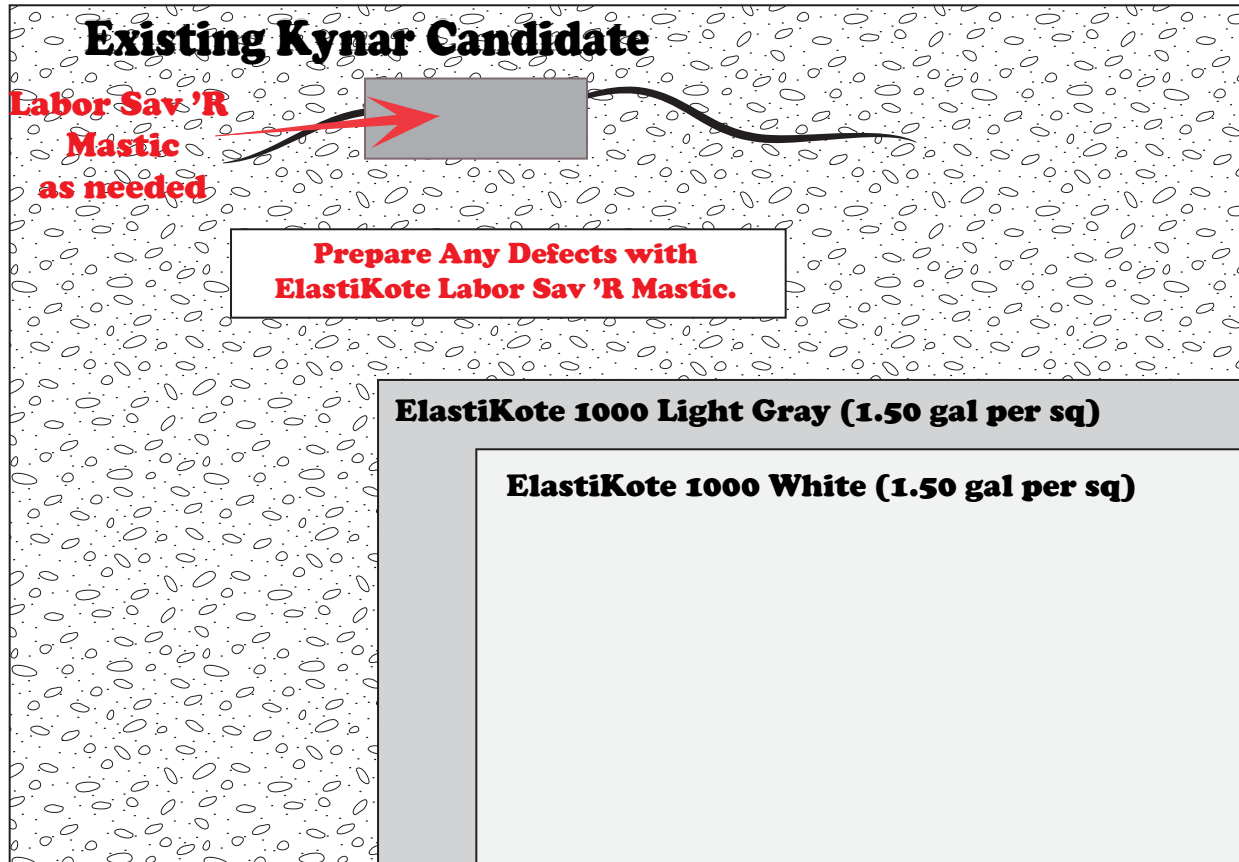 Existing Kynar Candidate
Labor Sav ’R
Mastic
as needed
Prepare Any Defects with
ElastiKote Labor Sav ’R Mastic.
ElastiKote 1000 Light Gray (1.50 gal per sq)
ElastiKote 1000 White (1.50 gal per sq)